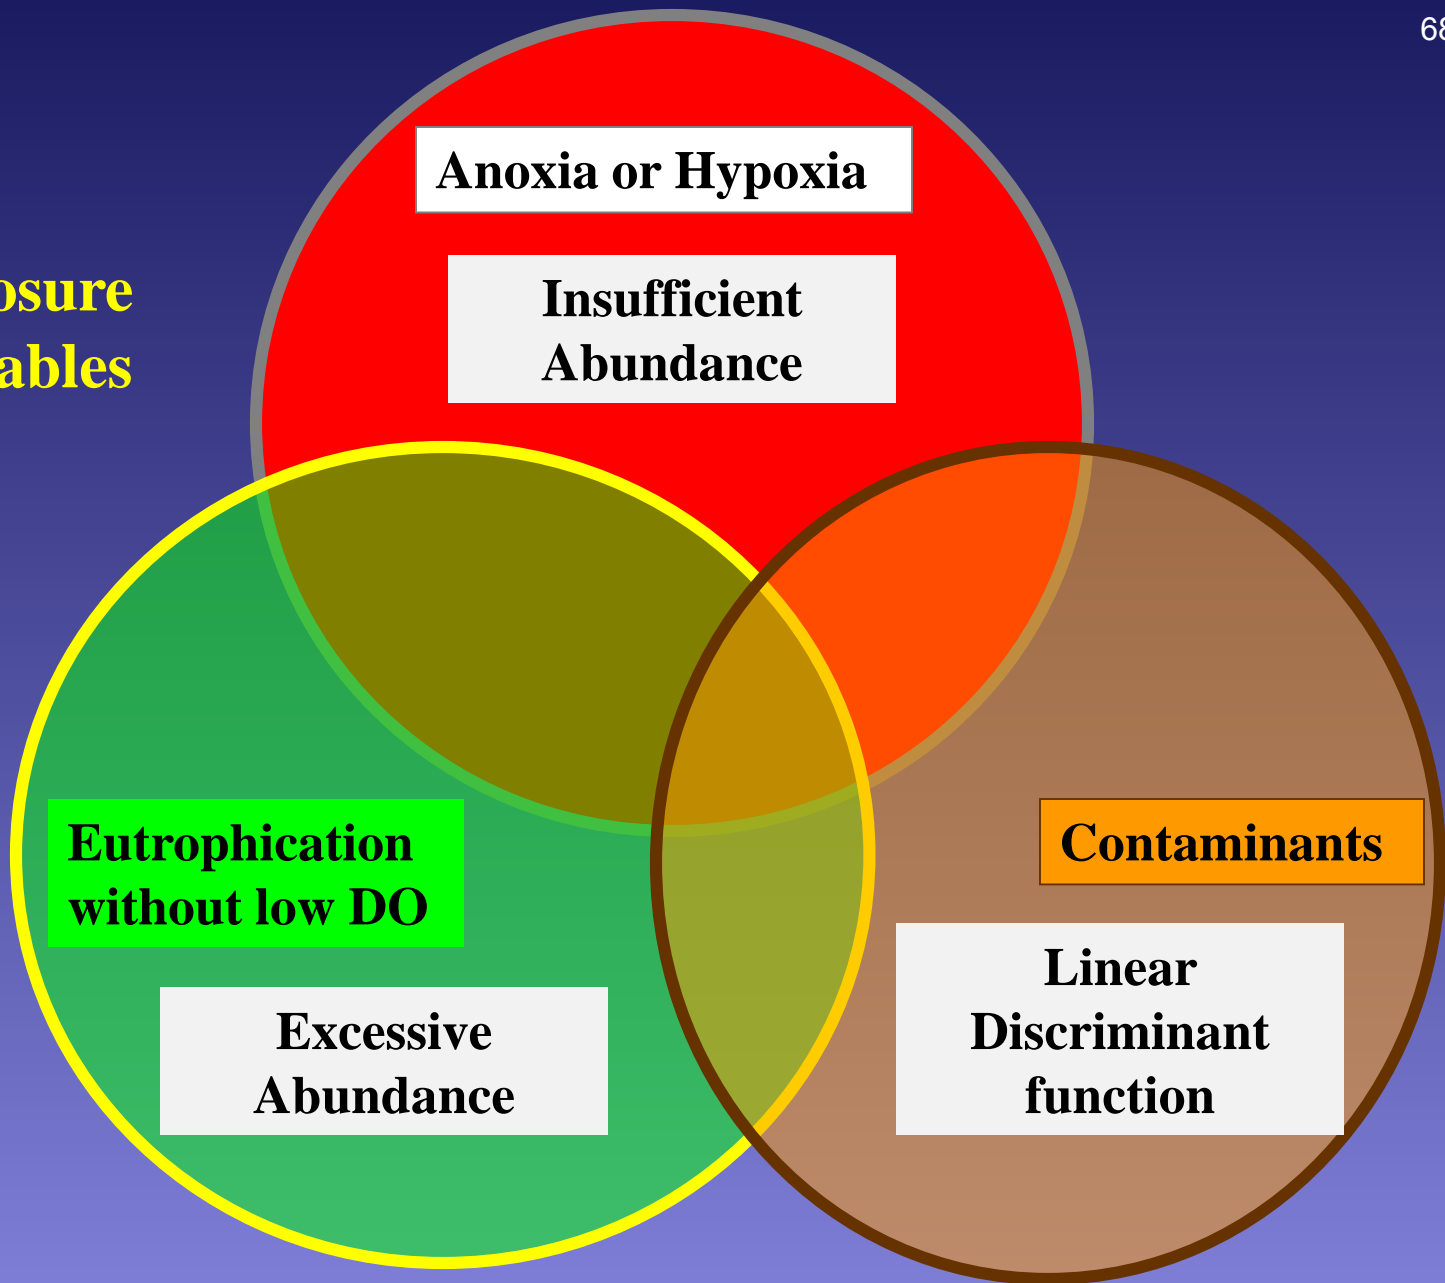 68
Anoxia or Hypoxia
Insufficient
Abundance
osure
ables
Eutrophication
without low DO
Contaminants
Excessive
Abundance
Linear
Discriminant
function